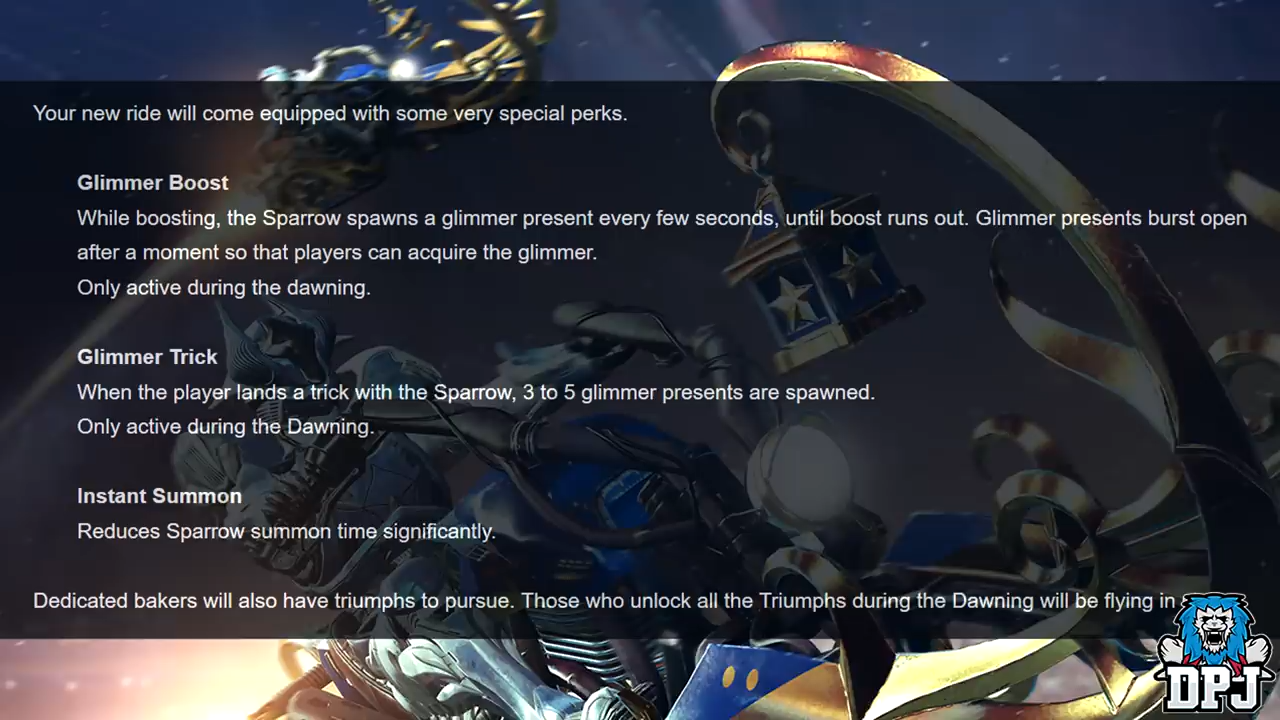 Your new ride will come equipped with some very special perks.
Glimmer Boost
While boosting, the Sparrow spawns a glimmer present every few seconds, until boost runs out. Glimmer presents burst open
after a moment so that players can acquire the glimmer.
Only active during the dawning.
Glimmer Trick
When the player lands a trick with the Sparrow, 3 to 5 glimmer presents are spawned.
Only active during the Dawning.
Instant Summon
Reduces Sparrow summon time significantly.
Dedicated bakers will also have triumphs to pursue. Those who unlock all the Triumphs during the Dawning will be flying in
DPJ